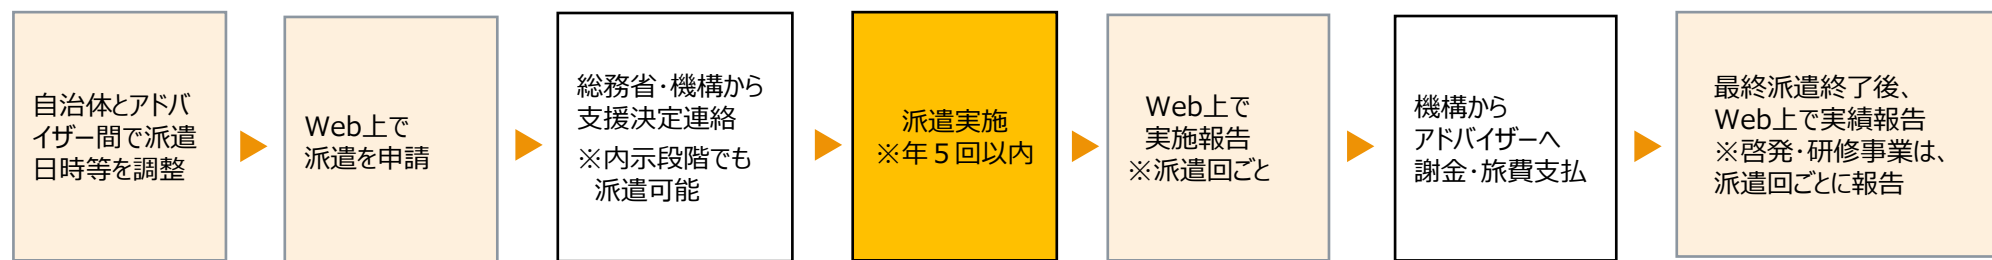 自治体とアドバ
イザー間で派遣
日時等を調整
Web上で
派遣を申請
総務省・機構から
支援決定連絡
※内示段階でも
派遣可能
派遣実施
※年５回以内
Web上で
実施報告
※派遣回ごと
機構から
アドバイザーへ
謝金・旅費支払
最終派遣終了後、
Web上で実績報告
※啓発・研修事業は、
派遣回ごとに報告